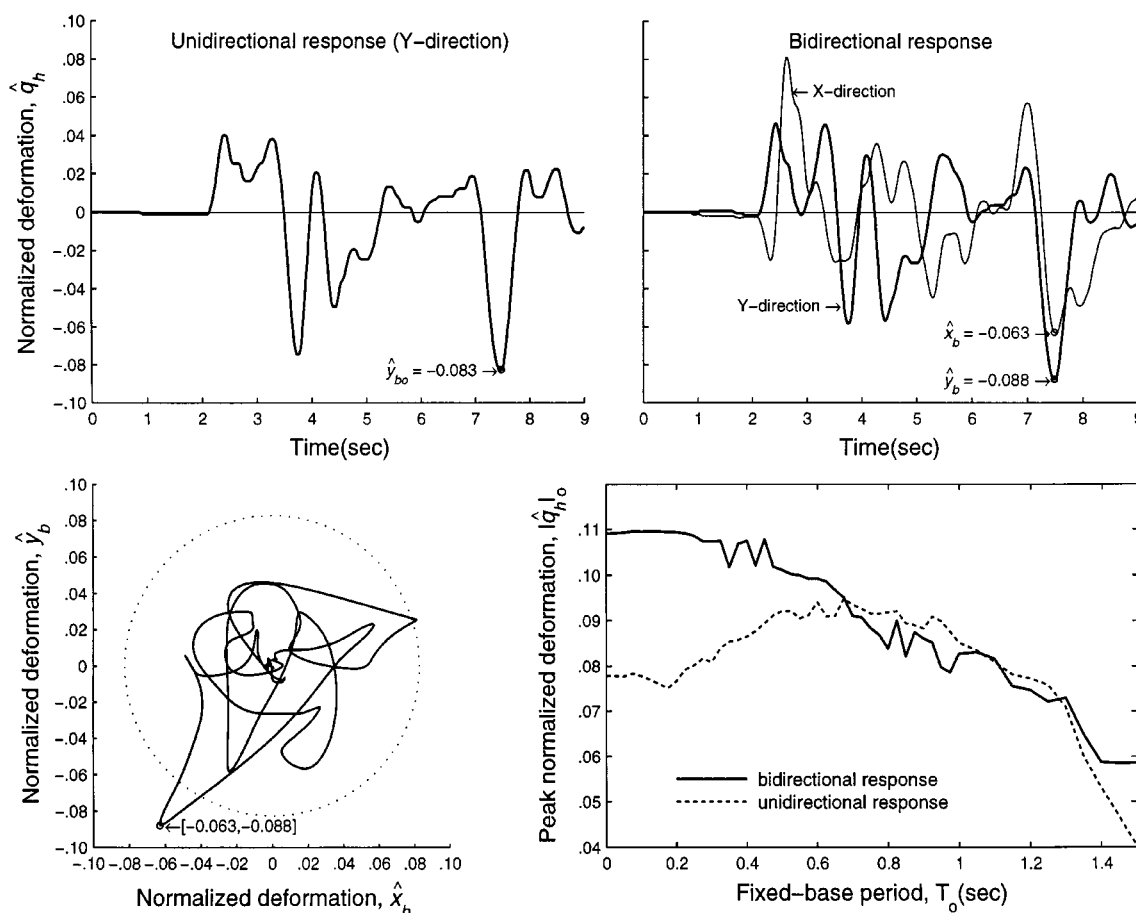 Unidirectional response (Y-direction)
Normalized deformation, q̂h
.10
.08
.06
.04
.02
0
-.02
-.04
-.06
-.08
-.10
ŷbo = -0.083→
0 1 2 3 4 5 6 7 8 9
Time(sec)
Bidirectional response
←X-direction
Y-direction→
x̂b = -0.063→
ŷb = -0.088→
0 1 2 3 4 5 6 7 8 9
Time(sec)
Normalized deformation, ŷb
.10
.08
.06
.04
.02
0
-.02
-.04
-.06
-.08
-.10
←[-0.063,-0.088]
-.10 -.08 -.06 -.04 -.02 0 .02 .04 .06 .08 .10
Normalized deformation, x̂b
Peak normalized deformation, |q̂h|o
.11
.10
.09
.08
.07
.06
.05
.04
bidirectional response
unidirectional response
0 0.2 0.4 0.6 0.8 1 1.2 1.4
Fixed-base period, To(sec)